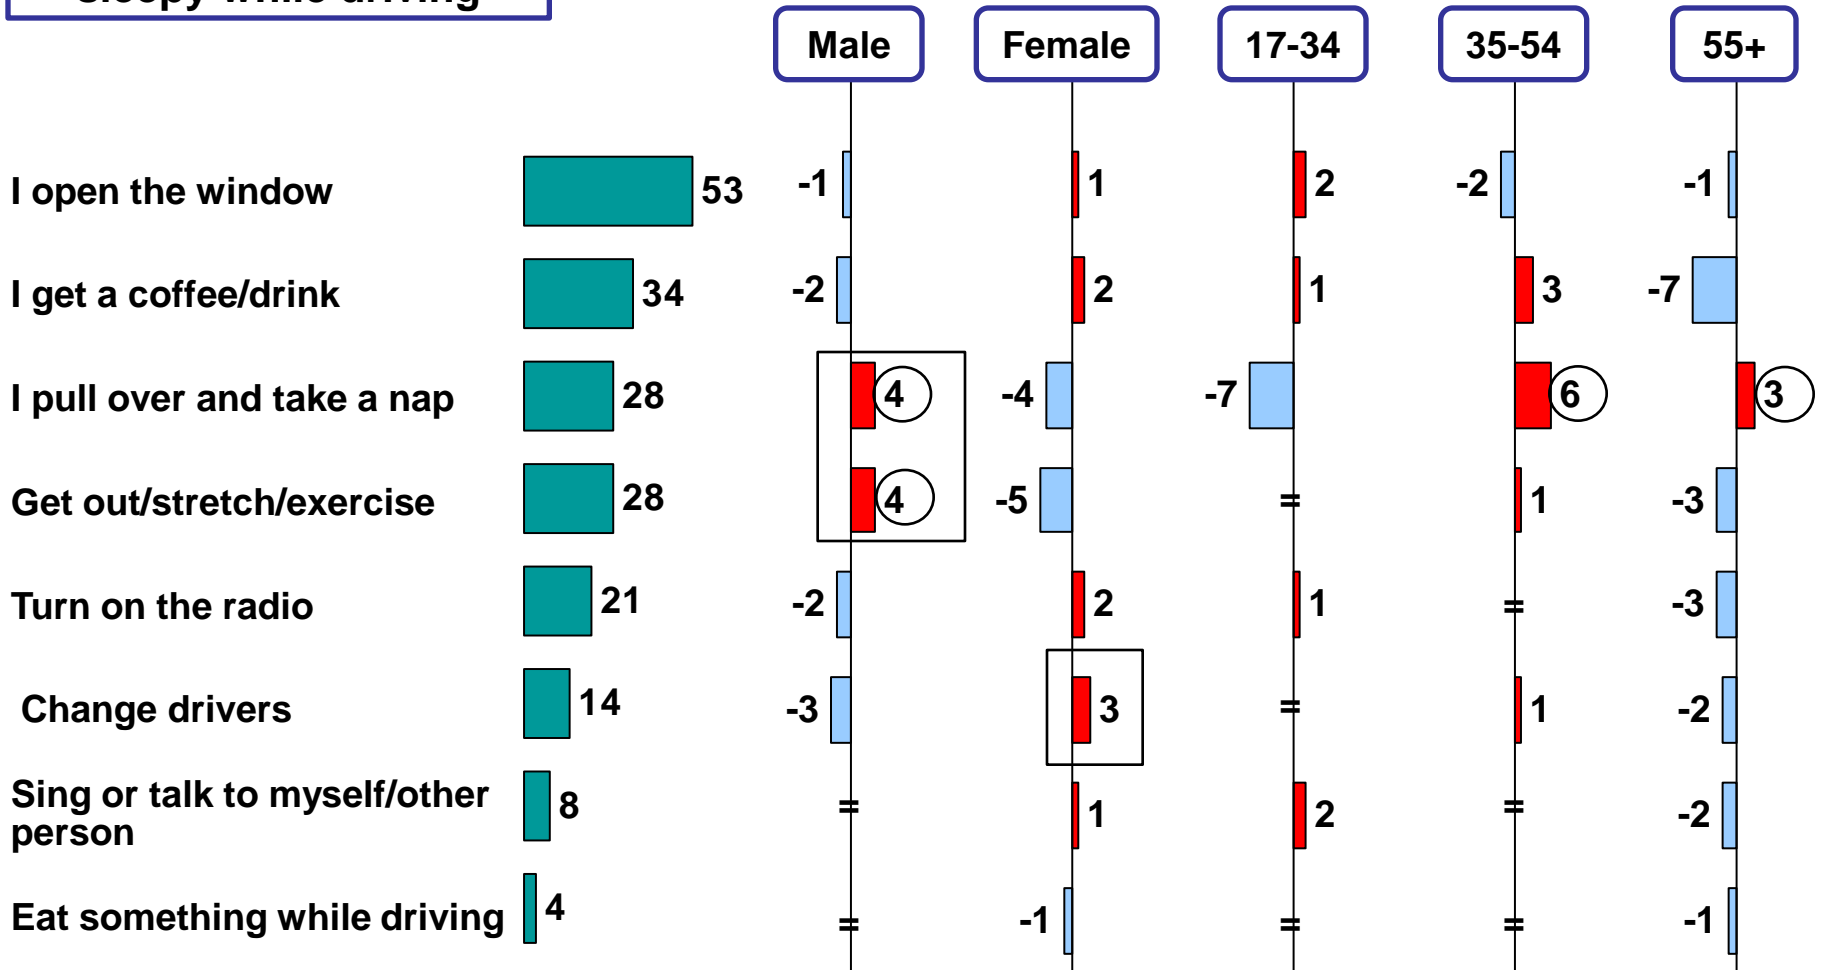 sleepy while driving
Male Female 17-34 35-54 55+
I open the window 53 -1 1 2 -2 -1
I get a coffee/drink 34 -2 2 1 3 -7
I pull over and take a nap 28 4 -4 -7 6 3
Get out/stretch/exercise 28 4 -5 = 1 -3
Turn on the radio 21 -2 2 1 = -3
Change drivers 14 -3 3 = 1 -2
Sing or talk to myself/other
person 8 = 1 2 = -2
Eat something while driving 4 = -1 = = -1